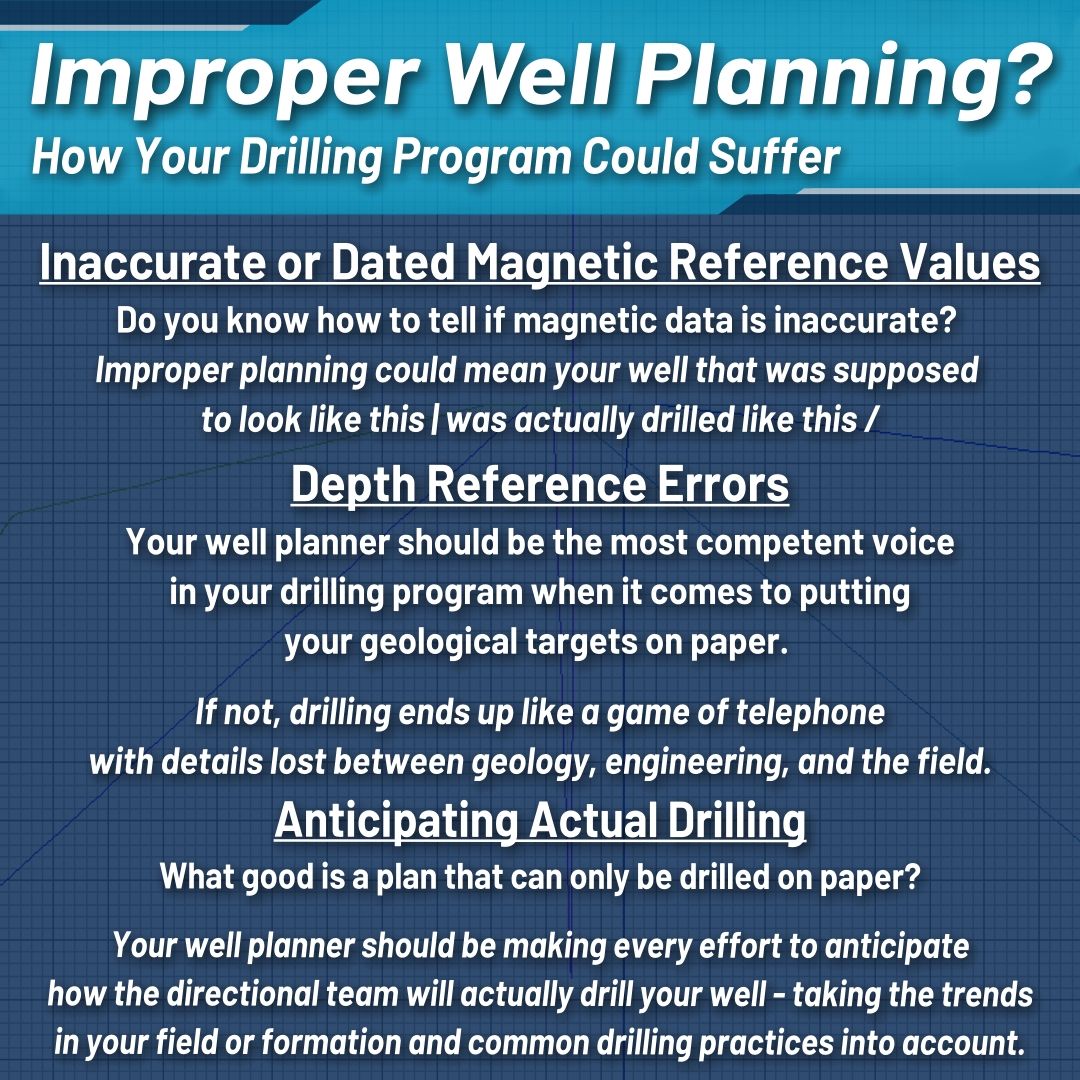 Improper Well Planning?
How Your Drilling Program Could Suffer
Inaccurate or Dated Magnetic Reference Values
Do you know how to tell if magnetic data is inaccurate?
Improper planning could mean your well that was supposed
to look like this | was actually drilled like this /
Depth Reference Errors
Your well planner should be the most competent voice
in your drilling program when it comes to putting
your geological targets on paper.
If not, drilling ends up like a game of telephone
with details lost between geology, engineering, and the field.
Anticipating Actual Drilling
What good is a plan that can only be drilled on paper?
Your well planner should be making every effort to anticipate
how the directional team will actually drill your well - taking the trends
in your field or formation and common drilling practices into account.